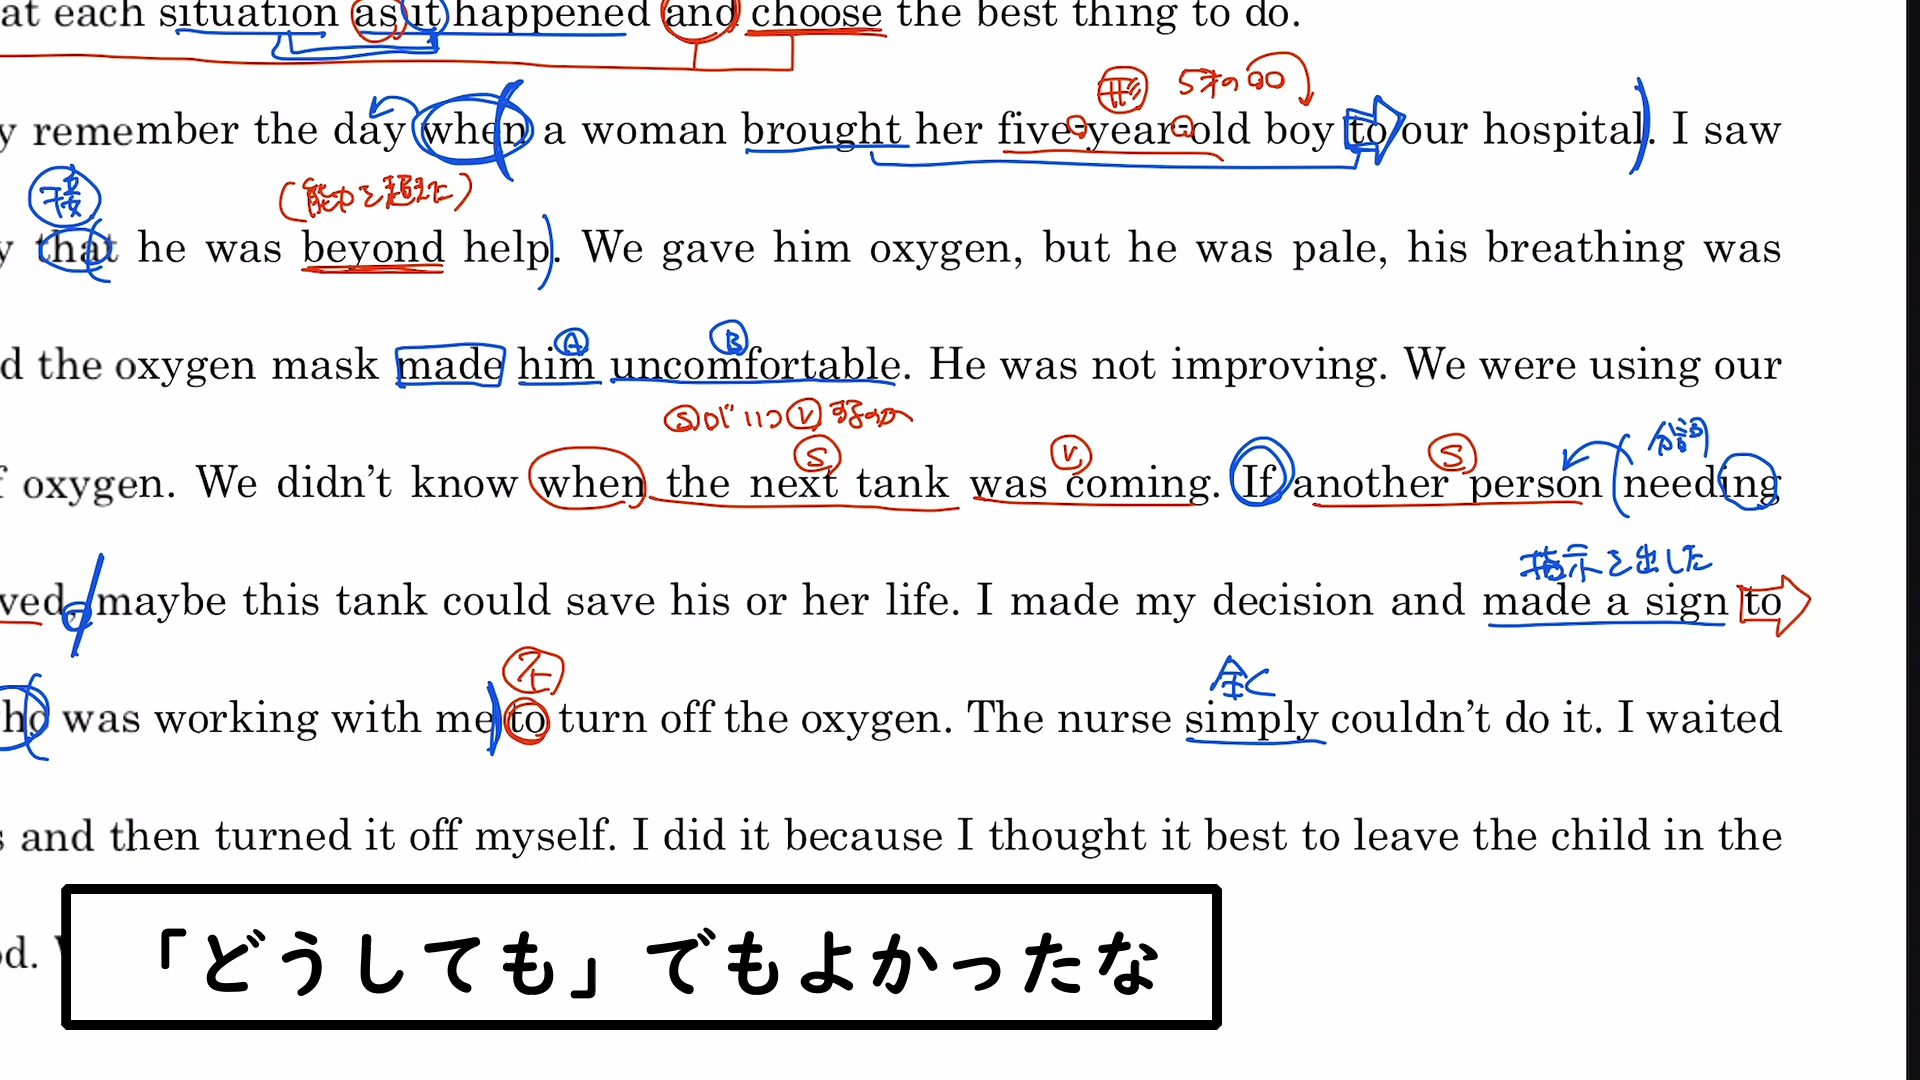 at each situation as it happened and choose the best thing to do.
形 5才の
y remember the day when a woman brought her five-year-old boy to our hospital. I saw
接 (能力を超えた)
y that he was beyond help. We gave him oxygen, but he was pale, his breathing was
A B
d the oxygen mask made him uncomfortable. He was not improving. We were using our
SがいつVするのか
S V S 分詞
f oxygen. We didn't know when the next tank was coming. If another person needing
指示を出した
ved, maybe this tank could save his or her life. I made my decision and made a sign to
不 全く
ho was working with me to turn off the oxygen. The nurse simply couldn't do it. I waited
s and then turned it off myself. I did it because I thought it best to leave the child in the
od.
「どうしても」でもよかったな